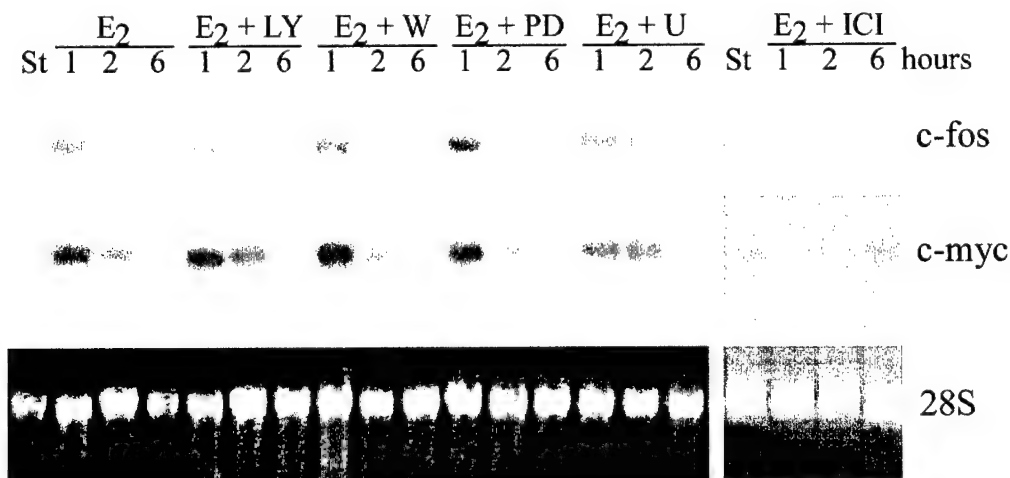 E2 E2 + LY E2 + W E2 + PD E2 + U E2 + ICI
St 1 2 6 1 2 6 1 2 6 1 2 6 1 2 6 St 1 2 6 hours
c-fos
c-myc
28S